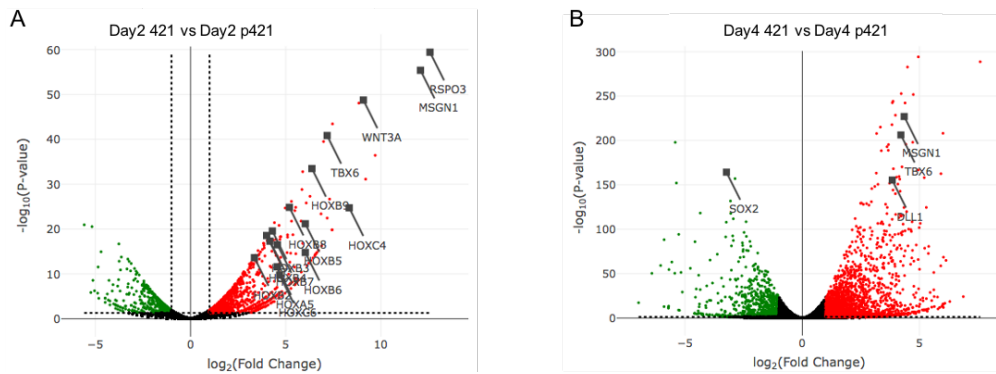 A
Day2 421 vs Day2 p421
60
50
40
30
20
10
0
-log10(P-value)
RSPO3
MSGN1
WNT3A
TBX6
HOXB9
HOXC4
HOXB8
HOXB5
HOXB6
HOXB7
HOXB2
HOXA5
HOXC6
−5
0
5
10
log2(Fold Change)
B
Day4 421 vs Day4 p421
300
250
200
150
100
50
0
-log10(P-value)
MSGN1
TBX6
DLL1
SOX2
−5
0
5
log2(Fold Change)